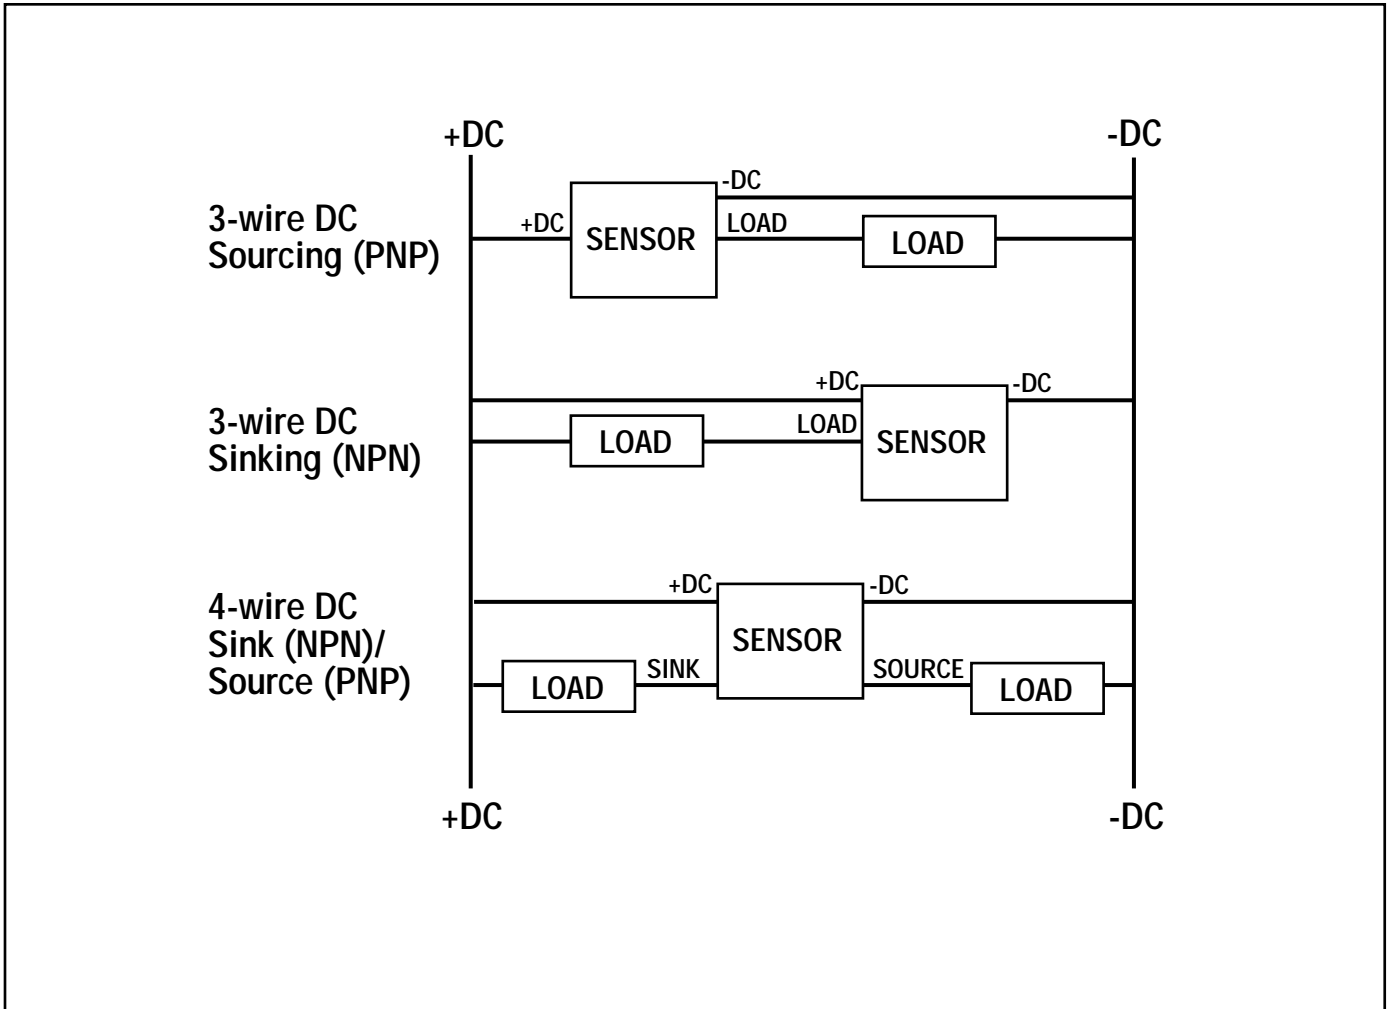 +DC
-DC
3-wire DC
Sourcing (PNP)
+DC
SENSOR
-DC
LOAD
LOAD
3-wire DC
Sinking (NPN)
LOAD
+DC
LOAD
SENSOR
-DC
4-wire DC
Sink (NPN)/
Source (PNP)
+DC
SENSOR
-DC
LOAD
SINK
SOURCE
LOAD
+DC
-DC